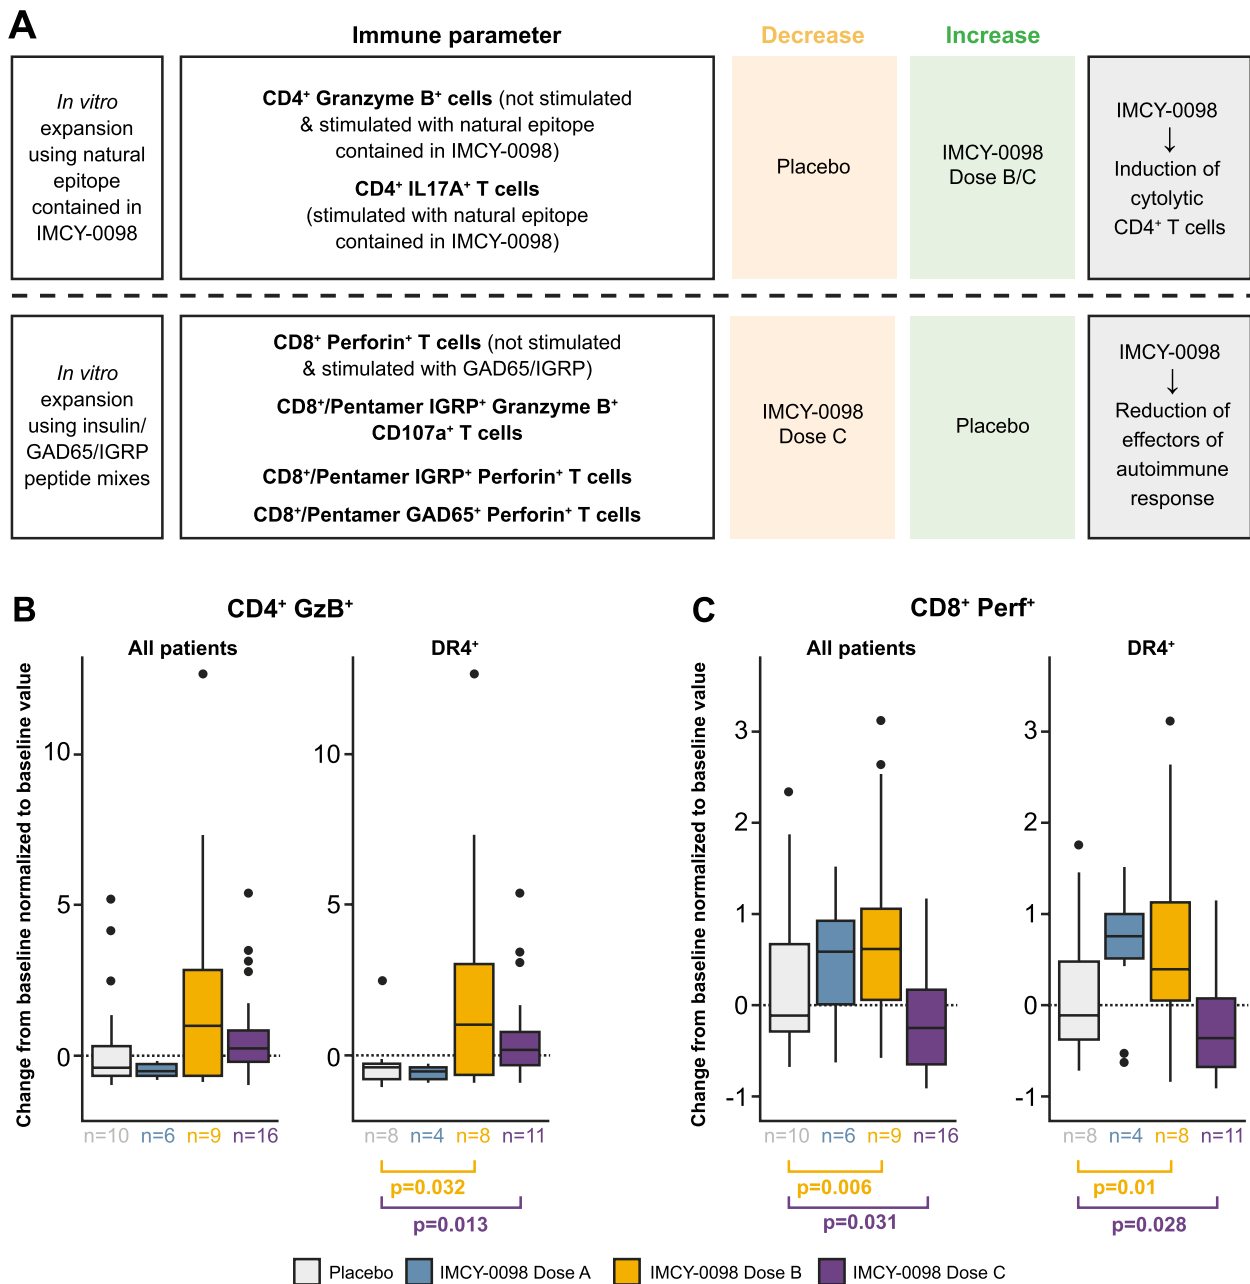 A
Immune parameter
Decrease
Increase
In vitro
expansion
using natural
epitope
contained in
IMCY-0098
CD4⁺ Granzyme B⁺ cells (not stimulated
& stimulated with natural epitope
contained in IMCY-0098)
CD4⁺ IL17A⁺ T cells
(stimulated with natural epitope
contained in IMCY-0098)
Placebo
IMCY-0098
Dose B/C
IMCY-0098
↓
Induction of
cytolytic
CD4⁺ T cells
In vitro
expansion
using insulin/
GAD65/IGRP
peptide mixes
CD8⁺ Perforin⁺ T cells (not stimulated
& stimulated with GAD65/IGRP)
CD8⁺/Pentamer IGRP⁺ Granzyme B⁺
CD107a⁺ T cells
CD8⁺/Pentamer IGRP⁺ Perforin⁺ T cells
CD8⁺/Pentamer GAD65⁺ Perforin⁺ T cells
IMCY-0098
Dose C
Placebo
IMCY-0098
↓
Reduction of
effectors of
autoimmune
response
B
CD4⁺ GzB⁺
All patients
DR4⁺
Change from baseline normalized to baseline value
10
5
0
n=10 n=6 n=9 n=16
10
5
0
n=8 n=4 n=8 n=11
p=0.032
p=0.013
C
CD8⁺ Perf⁺
All patients
DR4⁺
Change from baseline normalized to baseline value
3
2
1
0
-1
n=10 n=6 n=9 n=16
p=0.006
p=0.031
3
2
1
0
-1
n=8 n=4 n=8 n=11
p=0.01
p=0.028
Placebo IMCY-0098 Dose A IMCY-0098 Dose B IMCY-0098 Dose C